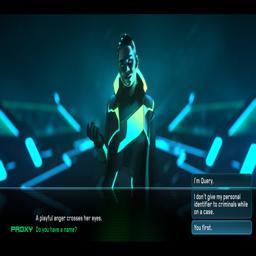 I'm Query.
I don't give my personal
identifier to criminals while
on a case.
You first.
A playful anger crosses her eyes.
PROXY Do you have a name?